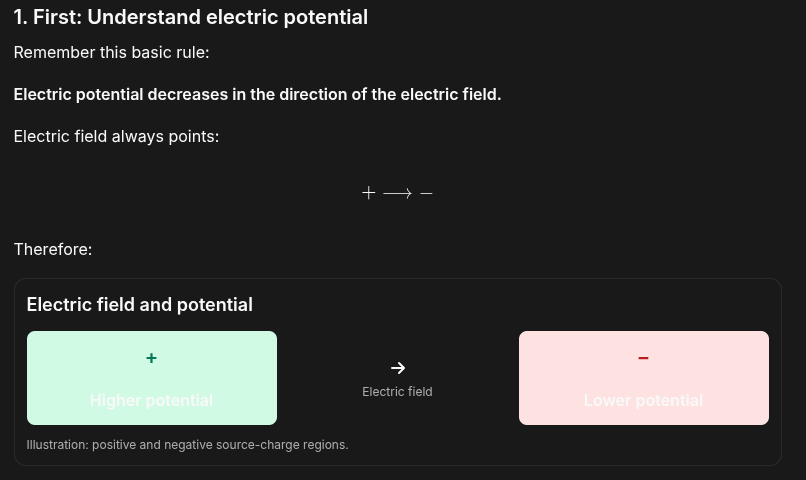 1. First: Understand electric potential
Remember this basic rule:
Electric potential decreases in the direction of the electric field.
Electric field always points:
+ ⟶ −
Therefore:
Electric field and potential
+
−
→
Higher potential
Electric field
Lower potential
Illustration: positive and negative source-charge regions.